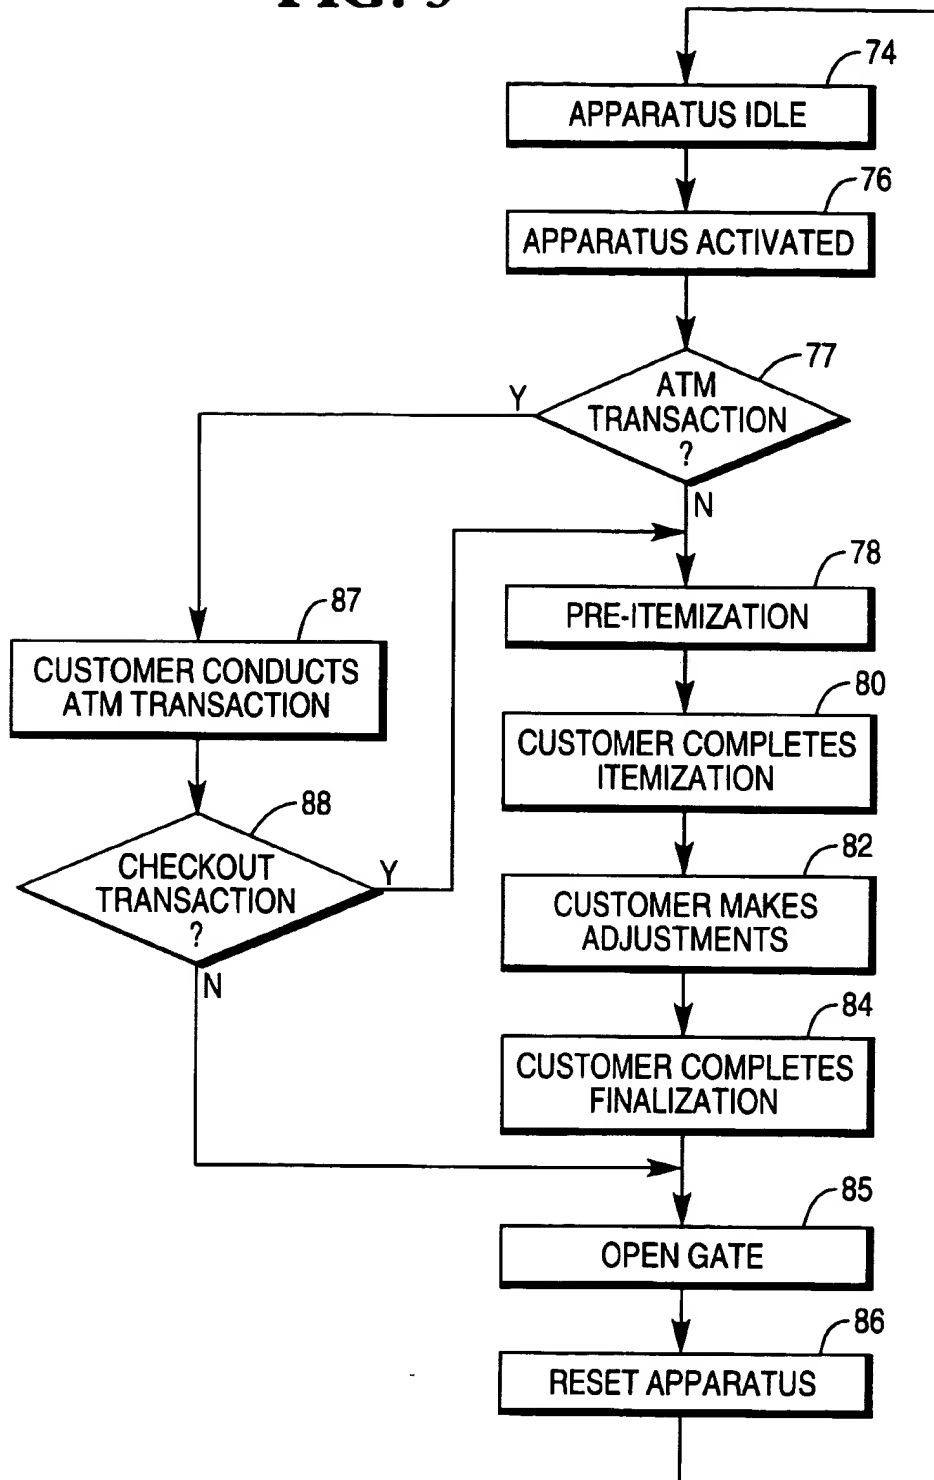 74
APPARATUS IDLE
76
APPARATUS ACTIVATED
77
ATM
TRANSACTION
?
Y
N
78
PRE-ITEMIZATION
87
CUSTOMER CONDUCTS
ATM TRANSACTION
80
CUSTOMER COMPLETES
ITEMIZATION
88
CHECKOUT
TRANSACTION
?
Y
N
82
CUSTOMER MAKES
ADJUSTMENTS
84
CUSTOMER COMPLETES
FINALIZATION
85
OPEN GATE
86
RESET APPARATUS